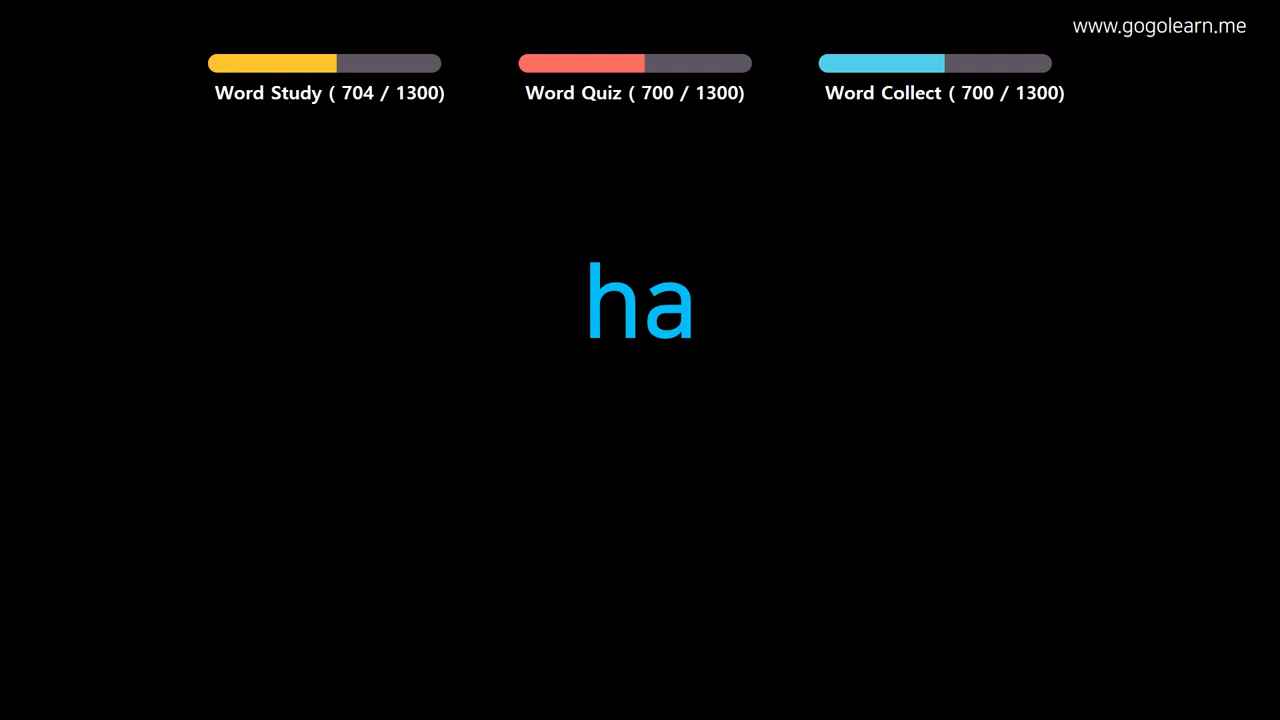 www.gogolearn.me
Word Study ( 704 / 1300)
Word Quiz ( 700 / 1300)
Word Collect ( 700 / 1300)
ha